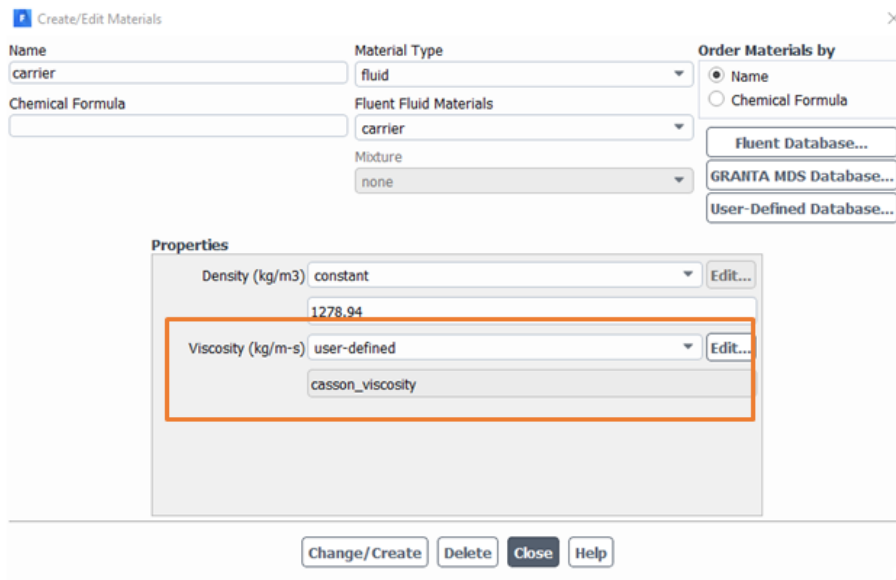 Create/Edit Materials
Name
carrier
Chemical Formula
Material Type
fluid
Fluent Fluid Materials
carrier
Mixture
none
Order Materials by
Name
Chemical Formula
Fluent Database...
GRANTA MDS Database...
User-Defined Database...
Properties
Density (kg/m3) constant Edit...
1278.94
Viscosity (kg/m-s) user-defined Edit...
casson_viscosity
Change/Create Delete Close Help